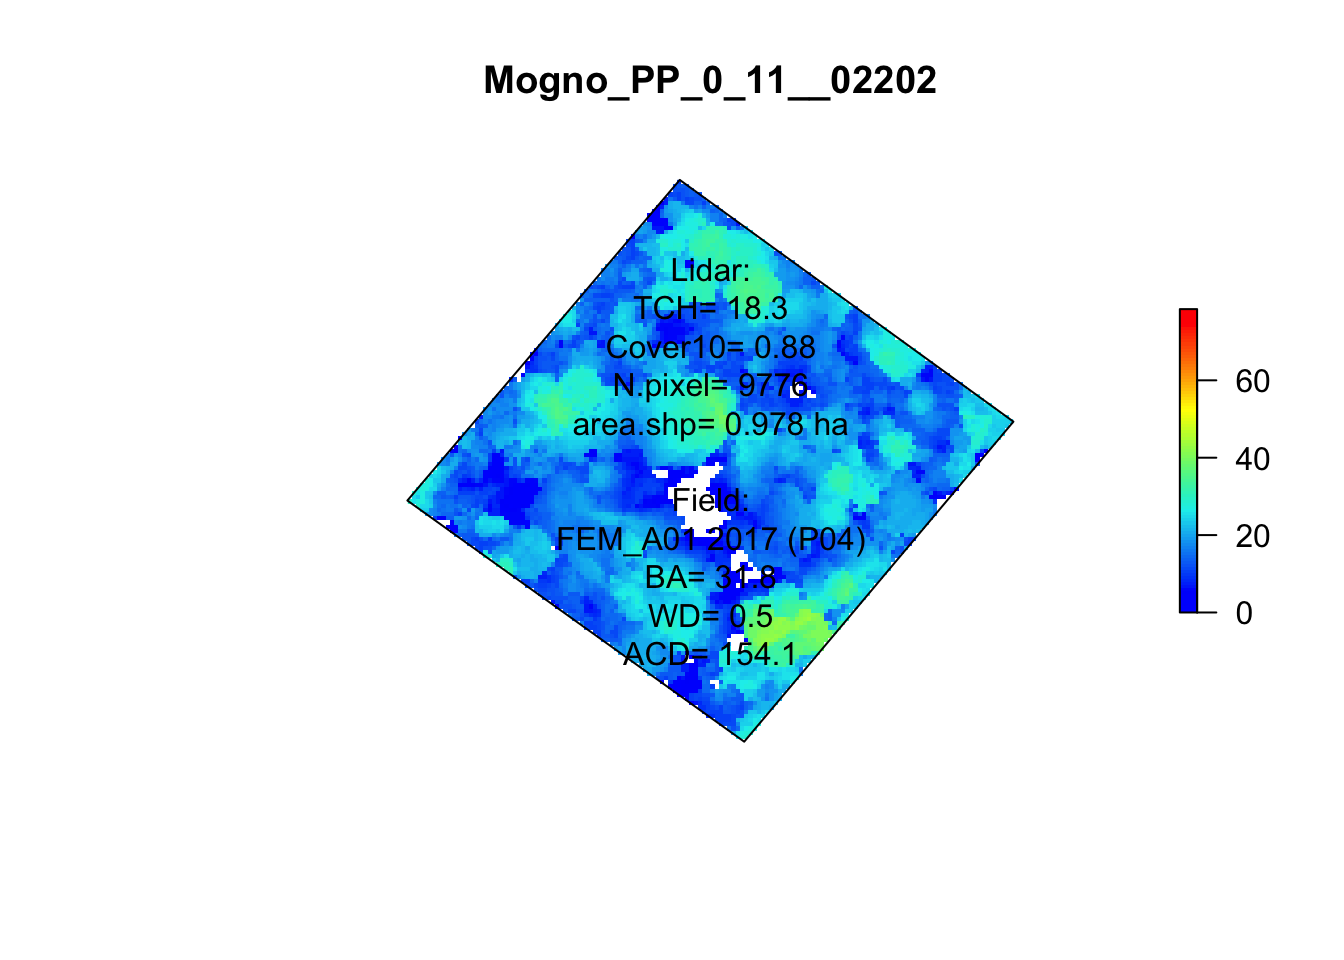 Mogno_PP_0_11__02202
Lidar:
TCH= 18.3
Cover10= 0.88
N.pixel= 9776
area.shp= 0.978 ha
Field:
FEM_A01 2017 (P04)
BA= 31.8
WD= 0.5
ACD= 154.1
60
40
20
0